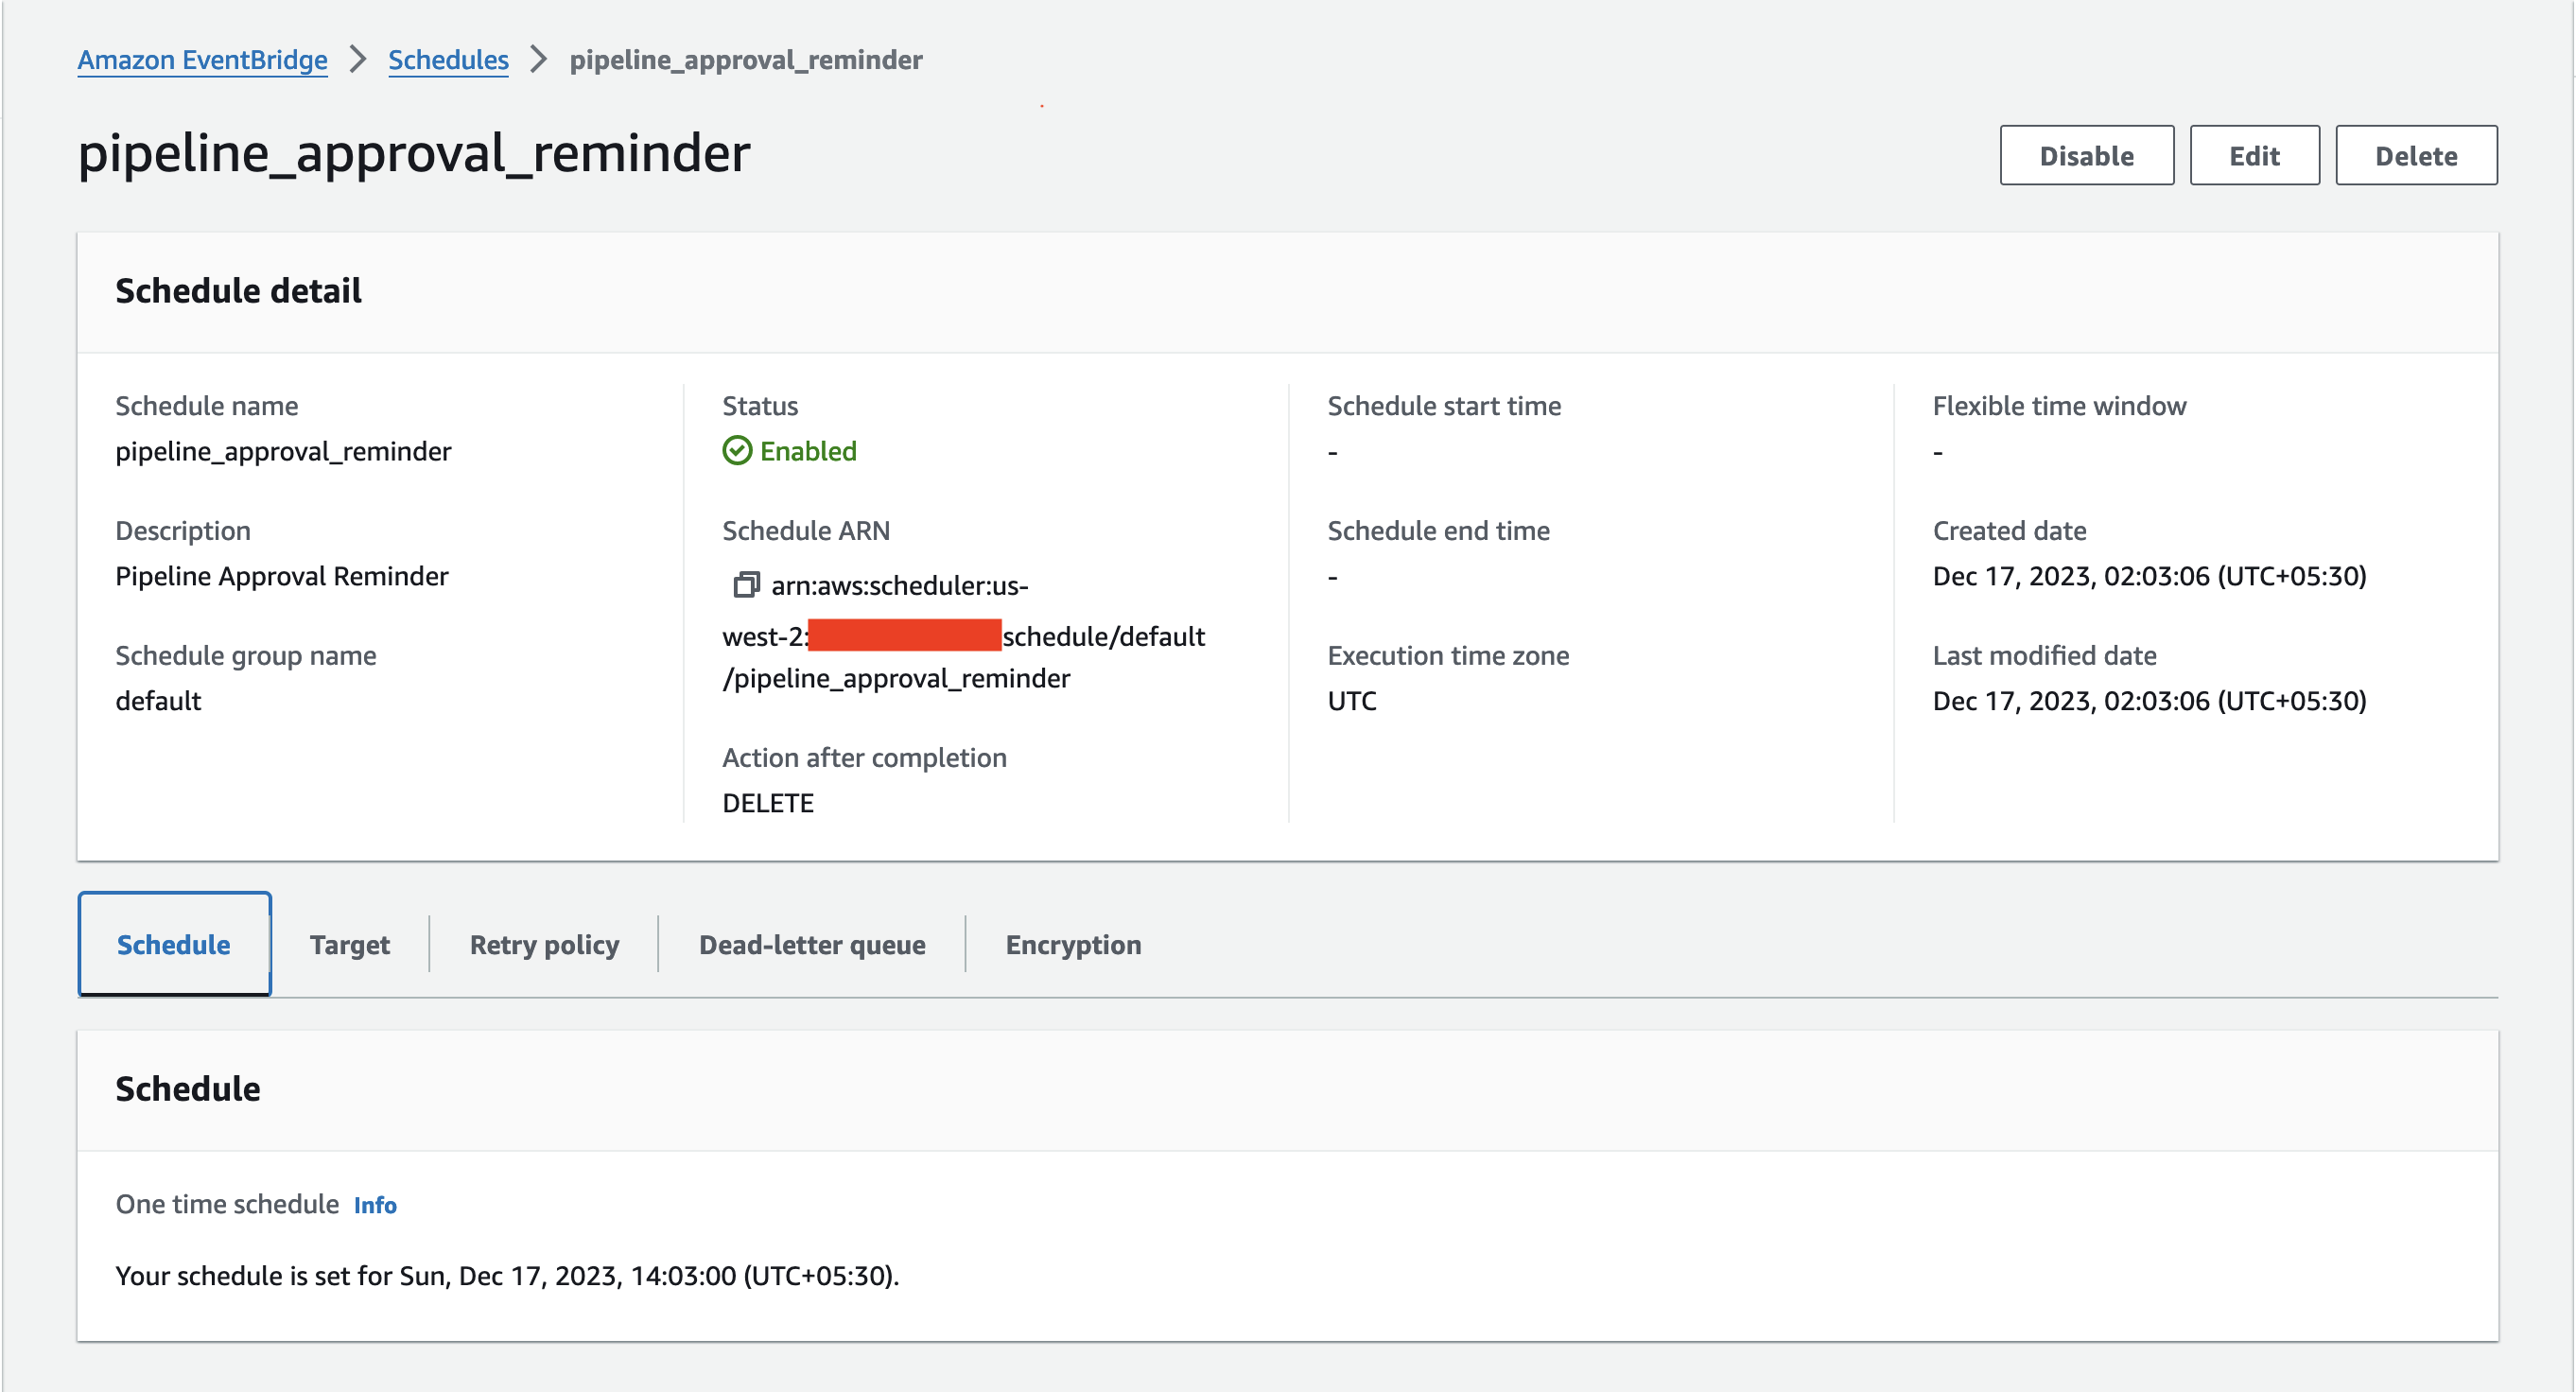 Amazon EventBridge > Schedules > pipeline_approval_reminder
pipeline_approval_reminder
Disable
Edit
Delete
Schedule detail
Schedule name
pipeline_approval_reminder
Description
Pipeline Approval Reminder
Schedule group name
default
Status
Enabled
Schedule ARN
arn:aws:scheduler:us-
west-2: schedule/default
/pipeline_approval_reminder
Action after completion
DELETE
Schedule start time
-
Schedule end time
-
Execution time zone
UTC
Flexible time window
-
Created date
Dec 17, 2023, 02:03:06 (UTC+05:30)
Last modified date
Dec 17, 2023, 02:03:06 (UTC+05:30)
Schedule
Target
Retry policy
Dead-letter queue
Encryption
Schedule
One time schedule Info
Your schedule is set for Sun, Dec 17, 2023, 14:03:00 (UTC+05:30).